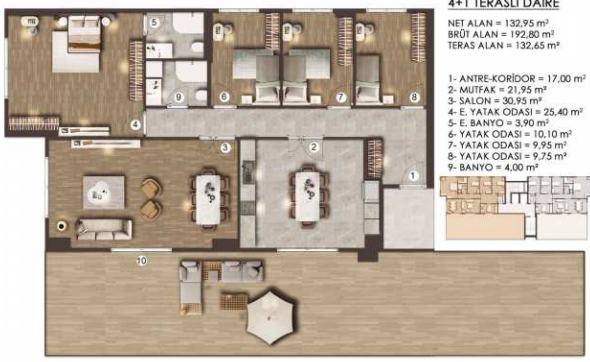 4+1 TERASLI DAİRE
NET ALAN = 132,95 m²
BRÜT ALAN = 192,80 m²
TERAS ALAN = 132,65 m²
1- ANTRE-KORİDOR = 17,00 m²
2- MUTFAK = 21,95 m²
3- SALON = 30,95 m²
4- E. YATAK ODASI = 25,40 m²
5- E. BANYO = 3,90 m²
6- YATAK ODASI = 10,10 m²
7- YATAK ODASI = 9,95 m²
8- YATAK ODASI = 9,75 m²
9- BANYO = 4,00 m²
5
9
6
7
8
4
3
2
1
10